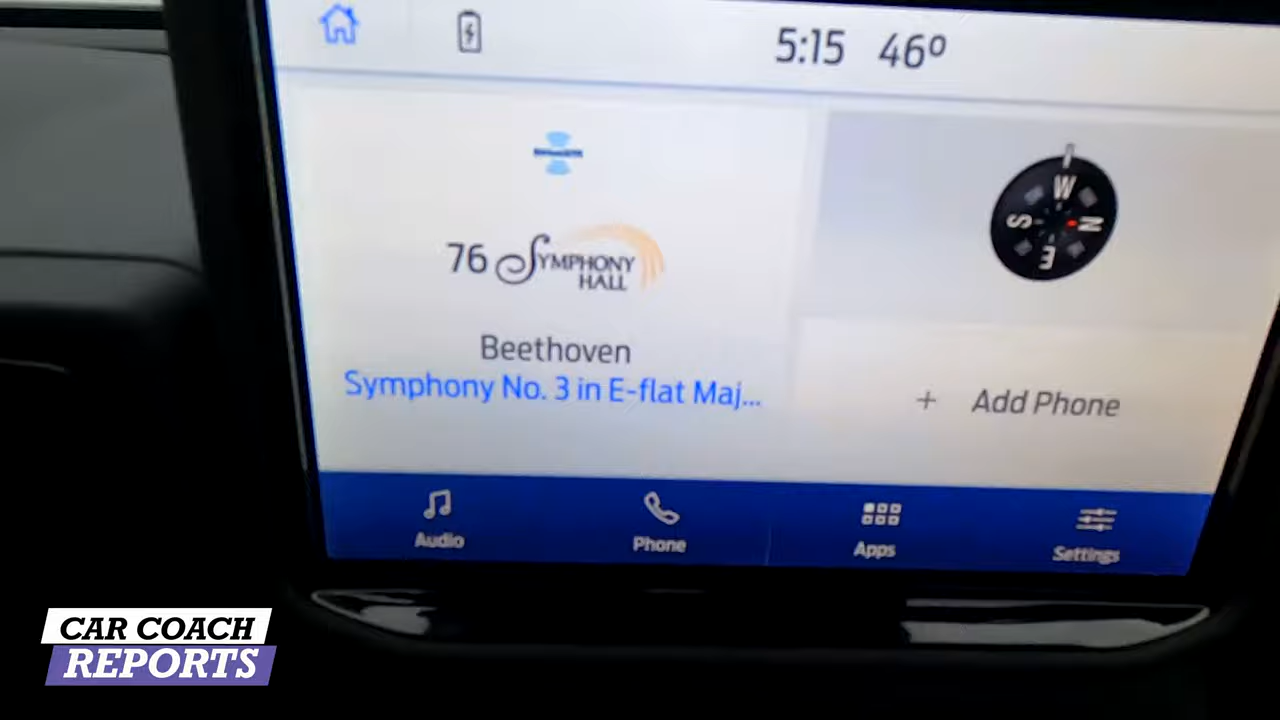 5:15 46°
SiriusXM
76 SYMPHONY
HALL
Beethoven
Symphony No. 3 in E-flat Maj...
W
S N
E
+ Add Phone
Audio Phone Apps Settings
CAR COACH
REPORTS